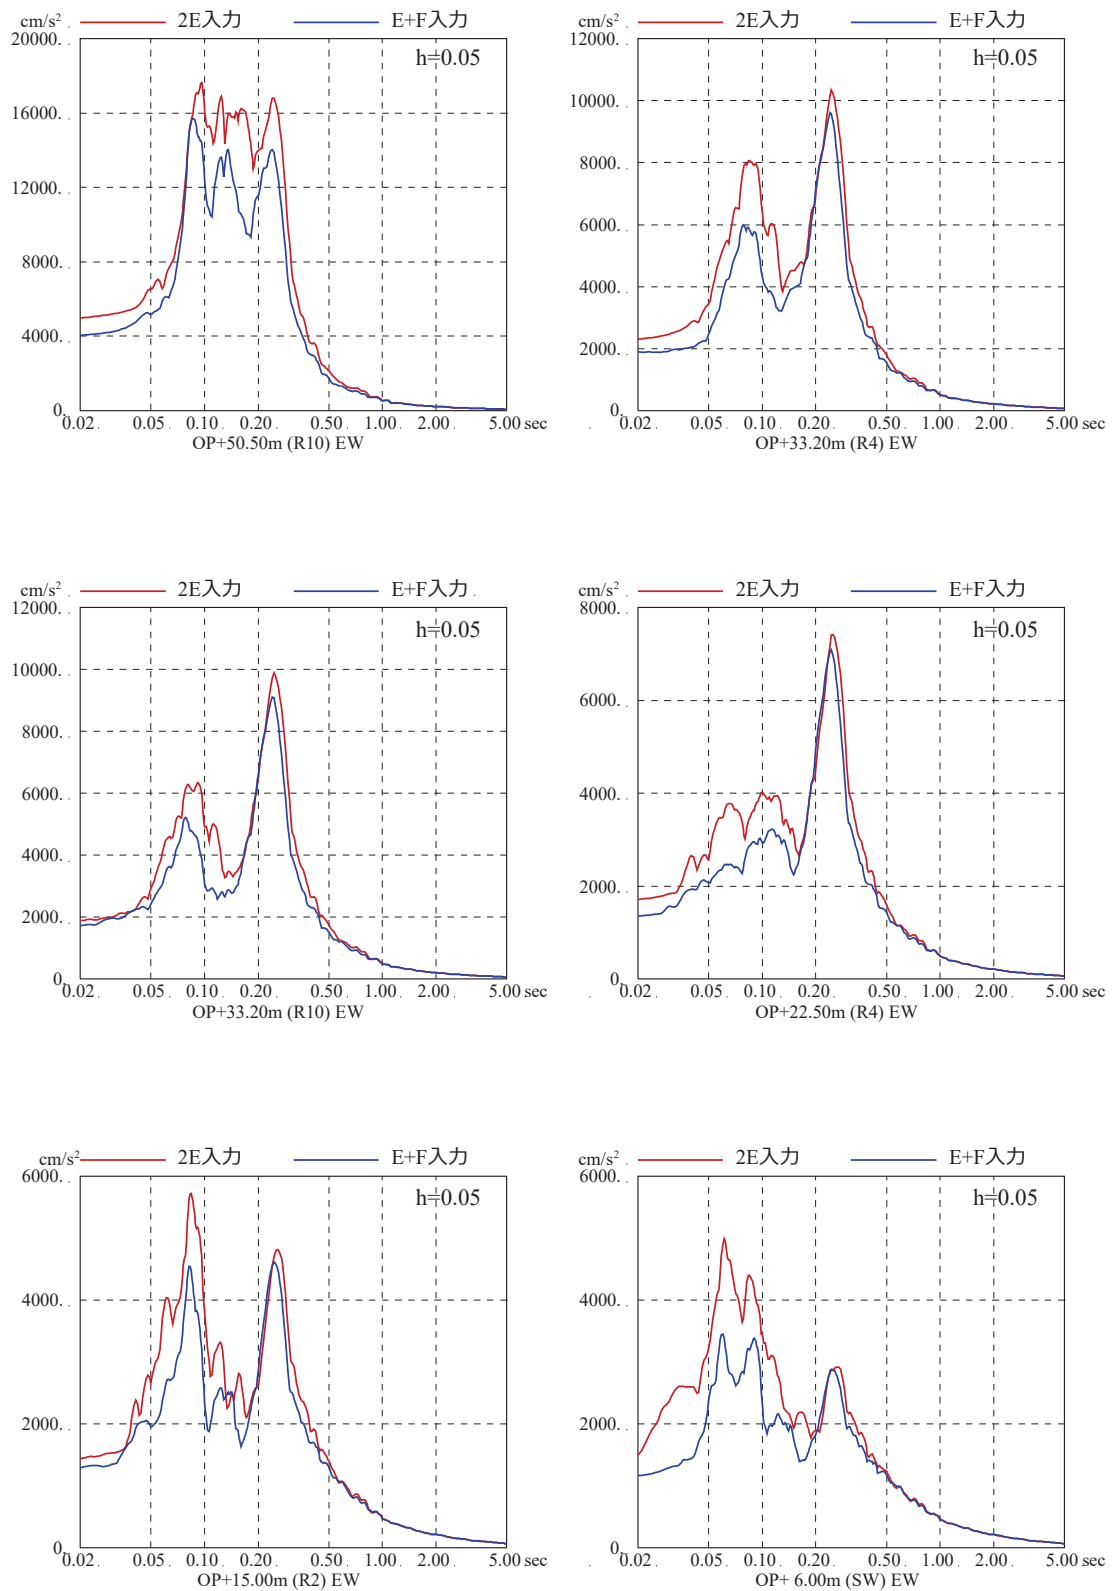 cm/s² 2E入力 E+F入力
20000.
h=0.05
16000.
12000.
8000.
4000.
0.
0.02 0.05 0.10 0.20 0.50 1.00 2.00 5.00 sec
OP+50.50m (R10) EW
cm/s² 2E入力 E+F入力
12000.
h=0.05
10000.
8000.
6000.
4000.
2000.
0.
0.02 0.05 0.10 0.20 0.50 1.00 2.00 5.00 sec
OP+33.20m (R4) EW
cm/s² 2E入力 E+F入力
12000.
h=0.05
10000.
8000.
6000.
4000.
2000.
0.
0.02 0.05 0.10 0.20 0.50 1.00 2.00 5.00 sec
OP+33.20m (R10) EW
cm/s² 2E入力 E+F入力
8000.
h=0.05
6000.
4000.
2000.
0.
0.02 0.05 0.10 0.20 0.50 1.00 2.00 5.00 sec
OP+22.50m (R4) EW
cm/s² 2E入力 E+F入力
6000.
h=0.05
4000.
2000.
0.
0.02 0.05 0.10 0.20 0.50 1.00 2.00 5.00 sec
OP+15.00m (R2) EW
cm/s² 2E入力 E+F入力
6000.
h=0.05
4000.
2000.
0.
0.02 0.05 0.10 0.20 0.50 1.00 2.00 5.00 sec
OP+ 6.00m (SW) EW